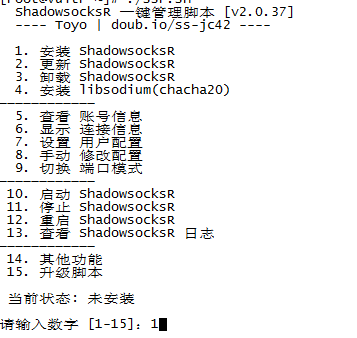 [root@vultr ~]# ./ssr.sh
ShadowsocksR 一键管理脚本 [v2.0.37]
---- Toyo | doub.io/ss-jc42 ----
1. 安装 ShadowsocksR
2. 更新 ShadowsocksR
3. 卸载 ShadowsocksR
4. 安装 libsodium(chacha20)
————————————
5. 查看 账号信息
6. 显示 连接信息
7. 设置 用户配置
8. 手动 修改配置
9. 切换 端口模式
————————————
10. 启动 ShadowsocksR
11. 停止 ShadowsocksR
12. 重启 ShadowsocksR
13. 查看 ShadowsocksR 日志
————————————
14. 其他功能
15. 升级脚本
当前状态: 未安装
请输入数字 [1-15]：1